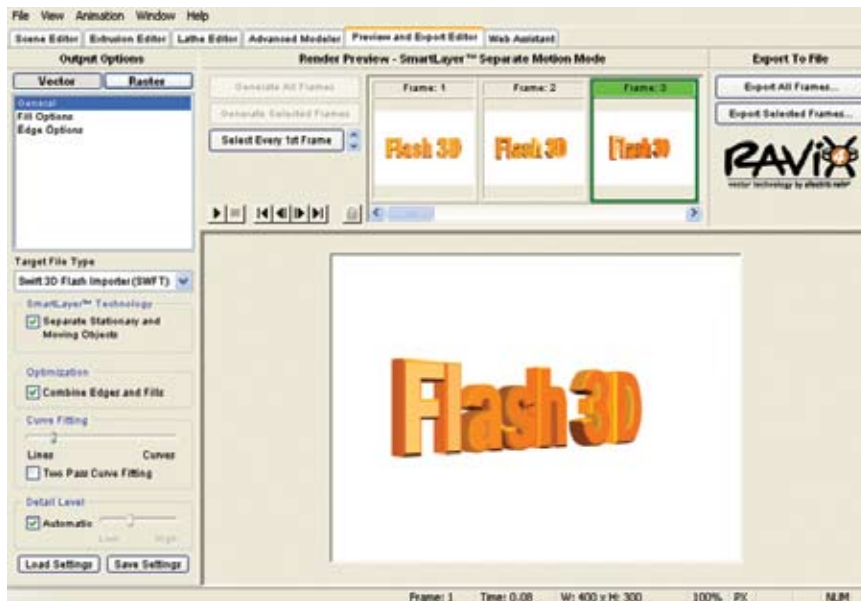 File View Animation Window Help
Scene Editor Extrusion Editor Lathe Editor Advanced Modeler Preview and Export Editor Web Assistant
Output Options
Render Preview - SmartLayer™ Separate Motion Mode
Export To File
Vector Raster
General
Fill Options
Edge Options
Generate All Frames
Generate Selected Frames
Select Every 1st Frame
Frame: 1 Frame: 2 Frame: 3
Flash 3D Flash 3D Flash 3D
Export All Frames...
Export Selected Frames...
RAVIX
vector technology by electric rain
Target File Type
Swift 3D Flash Importer (SWFT)
SmartLayer™ Technology
Separate Stationary and
Moving Objects
Optimization
Combine Edges and Fills
Curve Fitting
Lines Curves
Two Pass Curve Fitting
Detail Level
Automatic
Low High
Load Settings Save Settings
Flash 3D
Frame: 1 Time: 0.08 W: 400 x H: 300 100% PX NUM